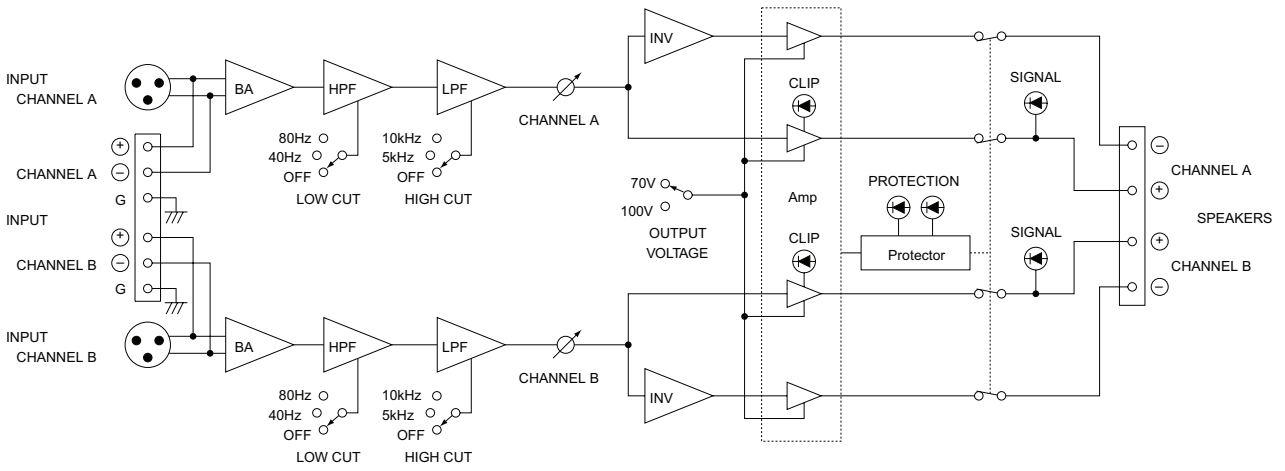 INPUT
CHANNEL A
BA
HPF
LPF
CHANNEL A
INV
CLIP
SIGNAL
80Hz
40Hz
OFF
LOW CUT
10kHz
5kHz
OFF
HIGH CUT
+
CHANNEL A −
G
INPUT
+
CHANNEL B −
G
70V
100V
OUTPUT
VOLTAGE
Amp
PROTECTION
Protector
CLIP
SIGNAL
−
CHANNEL A
+
SPEAKERS
+
CHANNEL B
−
INPUT
CHANNEL B
BA
HPF
LPF
CHANNEL B
INV
80Hz
40Hz
OFF
LOW CUT
10kHz
5kHz
OFF
HIGH CUT